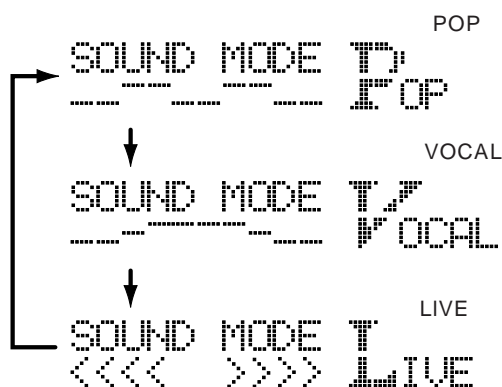 POP
SOUND MODE
POP
VOCAL
SOUND MODE
VOCAL
LIVE
SOUND MODE
<<<< >>>> LIVE